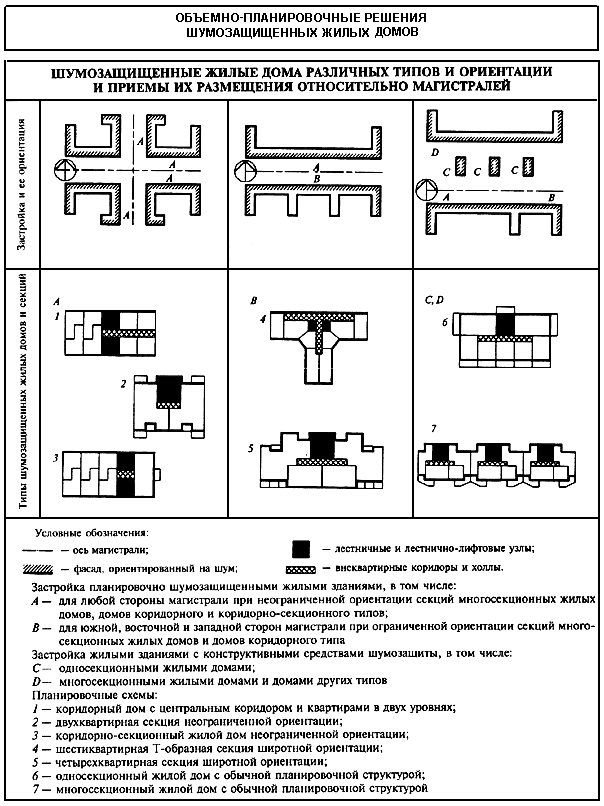 ОБЪЕМНО-ПЛАНИРОВОЧНЫЕ РЕШЕНИЯ
ШУМОЗАЩИЩЕННЫХ ЖИЛЫХ ДОМОВ
ШУМОЗАЩИЩЕННЫЕ ЖИЛЫЕ ДОМА РАЗЛИЧНЫХ ТИПОВ И ОРИЕНТАЦИИ
И ПРИЕМЫ ИХ РАЗМЕЩЕНИЯ ОТНОСИТЕЛЬНО МАГИСТРАЛЕЙ
Застройка и ее ориентация
A
A
A
A
A
B
D
C
C
C
A
B
Типы шумозащищенных жилых домов и секций
A
1
2
3
B
4
5
C, D
6
7
Условные обозначения:
— ось магистрали;
— лестничные и лестнично-лифтовые узлы;
— фасад, ориентированный на шум;
— внеквартирные коридоры и холлы.
Застройка планировочно шумозащищенными жилыми зданиями, в том числе:
A — для любой стороны магистрали при неограниченной ориентации секций многосекционных жилых
домов, домов коридорного и коридорно-секционного типов;
B — для южной, восточной и западной сторон магистрали при ограниченной ориентации секций много-
секционных жилых домов и домов коридорного типа
Застройка жилыми зданиями с конструктивными средствами шумозащиты, в том числе:
C — односекционными жилыми домами;
D — многосекционными жилыми домами и домами других типов
Планировочные схемы:
1 — коридорный дом с центральным коридором и квартирами в двух уровнях;
2 — двухквартирная секция неограниченной ориентации;
3 — коридорно-секционный жилой дом неограниченной ориентации;
4 — шестиквартирная Т-образная секция широтной ориентации;
5 — четырехквартирная секция широтной ориентации;
6 — односекционный жилой дом с обычной планировочной структурой;
7 — многосекционный жилой дом с обычной планировочной структурой